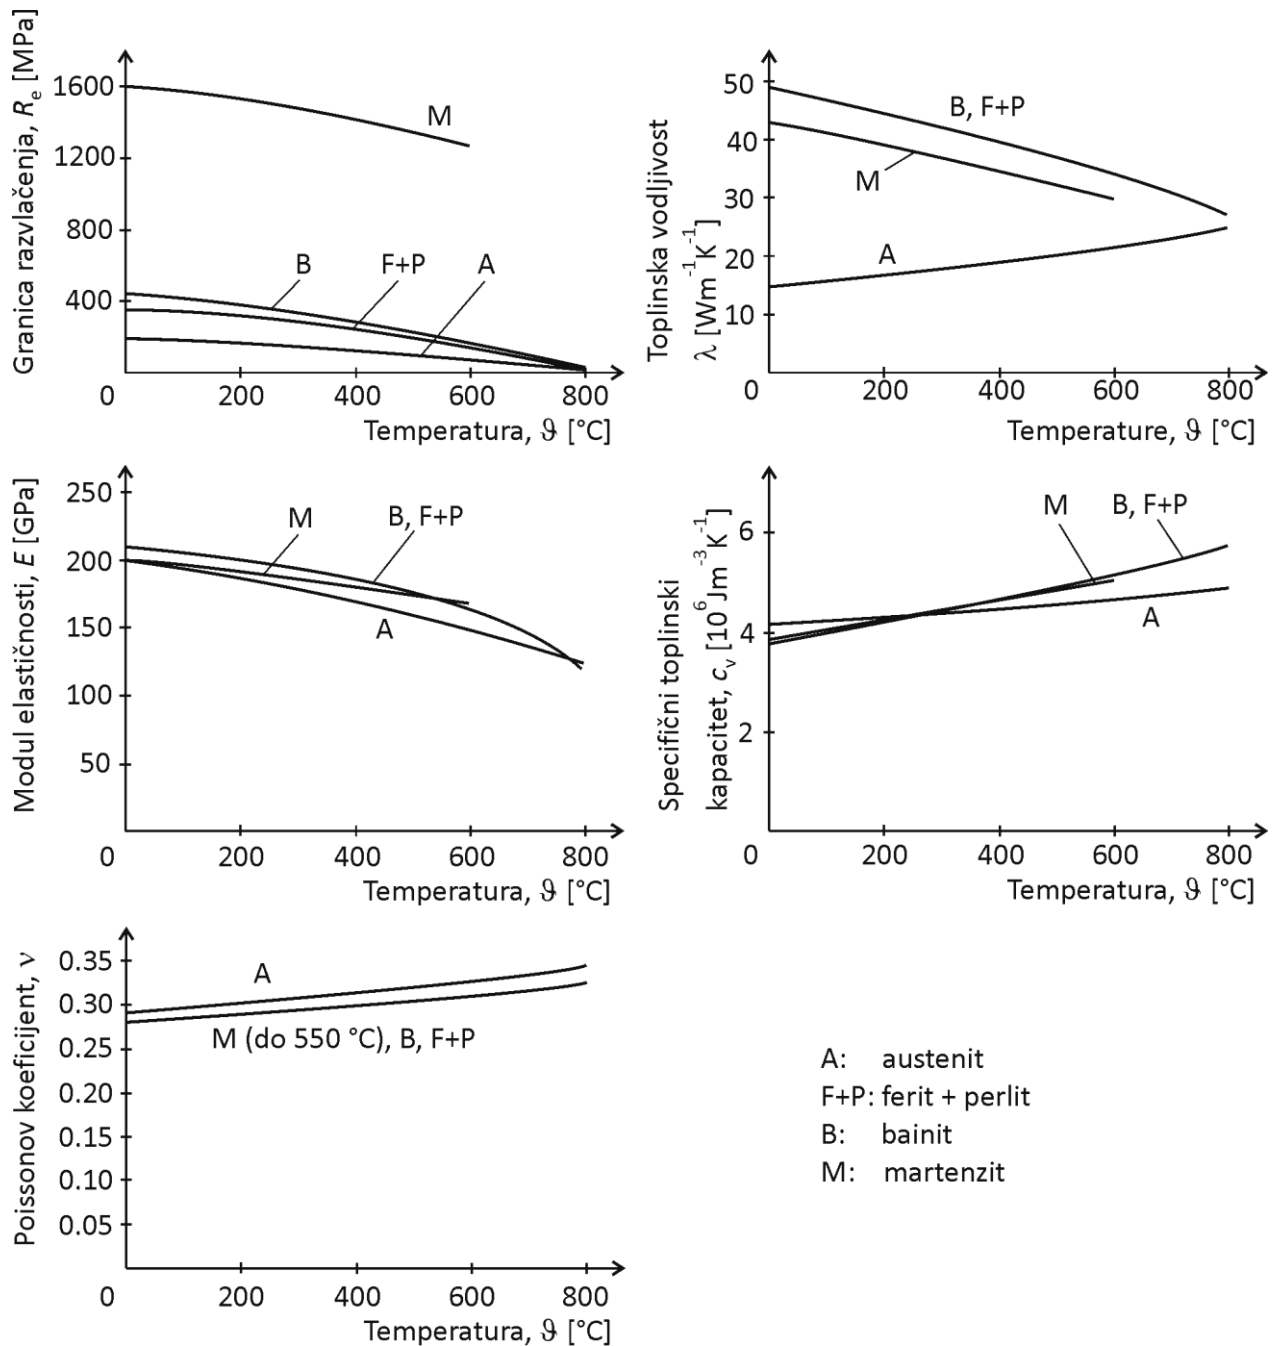 Granica razvlačenja, Re [MPa]
1600
1200
800
400
M
B
F+P
A
0
200
400
600
800
Temperatura, ϑ [°C]
Toplinska vodljivost
λ [Wm⁻¹K⁻¹]
50
40
30
20
10
B, F+P
M
A
0
200
400
600
800
Temperature, ϑ [°C]
Modul elastičnosti, E [GPa]
250
200
150
100
50
M
B, F+P
A
0
200
400
600
800
Temperatura, ϑ [°C]
Specifični toplinski
kapacitet, cv [10⁶Jm⁻³K⁻¹]
6
4
2
M
B, F+P
A
0
200
400
600
800
Temperatura, ϑ [°C]
Poissonov koeficijent, ν
0.35
0.30
0.25
0.20
0.15
0.10
0.05
A
M (do 550 °C), B, F+P
0
200
400
600
800
Temperatura, ϑ [°C]
A: austenit
F+P: ferit + perlit
B: bainit
M: martenzit